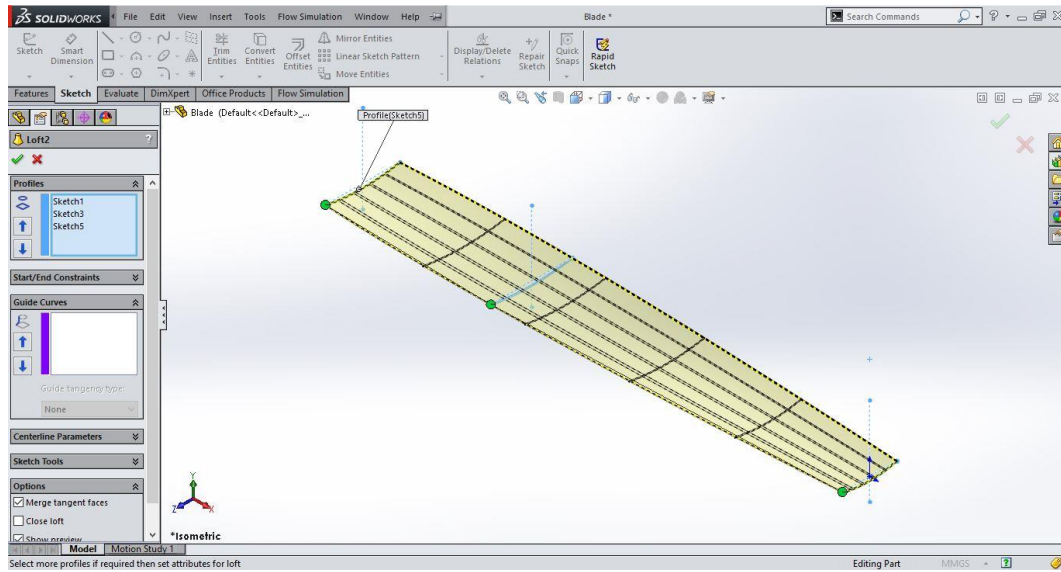 SOLIDWORKS
File Edit View Insert Tools Flow Simulation Window Help
Blade *
Search Commands
Sketch
Smart Dimension
Trim Entities
Convert Entities
Offset Entities
Mirror Entities
Linear Sketch Pattern
Move Entities
Display/Delete Relations
Repair Sketch
Quick Snaps
Rapid Sketch
Features Sketch Evaluate DimXpert Office Products Flow Simulation
Blade (Default<<Default>_...
Profile(Sketch5)
Loft2
?
Profiles
Sketch1
Sketch3
Sketch5
Start/End Constraints
Guide Curves
Guide tangency type:
None
Centerline Parameters
Sketch Tools
Options
Merge tangent faces
Close loft
Show preview
Y
Z
X
*Isometric
Model Motion Study 1
Select more profiles if required then set attributes for loft
Editing Part
MMGS
?